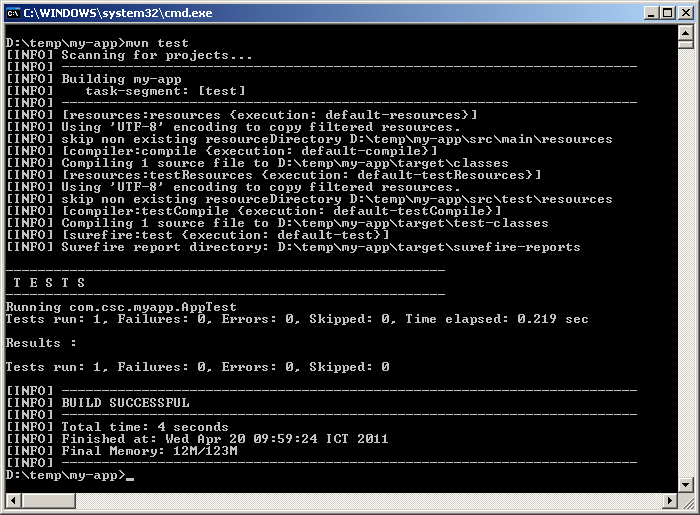 C:\WINDOWS\system32\cmd.exe
D:\temp\my-app>mvn test
[INFO] Scanning for projects...
[INFO] ------------------------------------------------------------------------
[INFO] Building my-app
[INFO]    task-segment: [test]
[INFO] ------------------------------------------------------------------------
[INFO] [resources:resources {execution: default-resources}]
[INFO] Using 'UTF-8' encoding to copy filtered resources.
[INFO] skip non existing resourceDirectory D:\temp\my-app\src\main\resources
[INFO] [compiler:compile {execution: default-compile}]
[INFO] Compiling 1 source file to D:\temp\my-app\target\classes
[INFO] [resources:testResources {execution: default-testResources}]
[INFO] Using 'UTF-8' encoding to copy filtered resources.
[INFO] skip non existing resourceDirectory D:\temp\my-app\src\test\resources
[INFO] [compiler:testCompile {execution: default-testCompile}]
[INFO] Compiling 1 source file to D:\temp\my-app\target\test-classes
[INFO] [surefire:test {execution: default-test}]
[INFO] Surefire report directory: D:\temp\my-app\target\surefire-reports
-------------------------------------------------------
 T E S T S
-------------------------------------------------------
Running com.csc.myapp.AppTest
Tests run: 1, Failures: 0, Errors: 0, Skipped: 0, Time elapsed: 0.219 sec
Results :
Tests run: 1, Failures: 0, Errors: 0, Skipped: 0
[INFO] ------------------------------------------------------------------------
[INFO] BUILD SUCCESSFUL
[INFO] ------------------------------------------------------------------------
[INFO] Total time: 4 seconds
[INFO] Finished at: Wed Apr 20 09:59:24 ICT 2011
[INFO] Final Memory: 12M/123M
[INFO] ------------------------------------------------------------------------
D:\temp\my-app>_